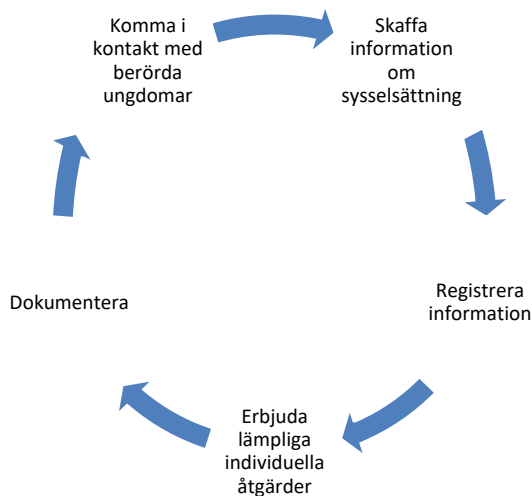 Komma i
kontakt med
berörda
ungdomar
Skaffa
information
om
sysselsättning
Registrera
information
Erbjuda
lämpliga
individuella
åtgärder
Dokumentera